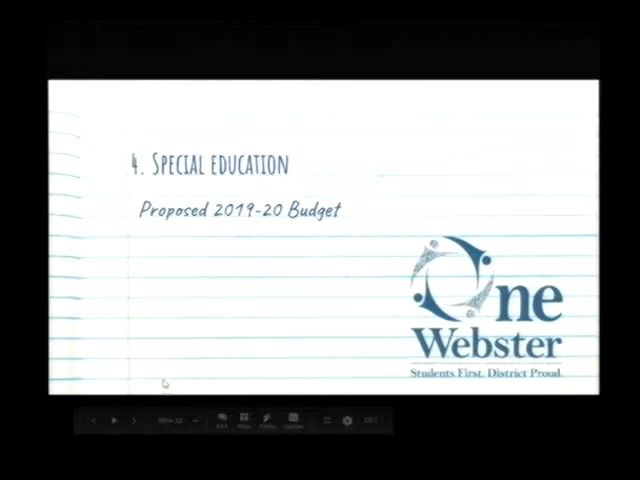 4. Special education
Proposed 2019-20 Budget
One
Webster
Students First. District Proud.